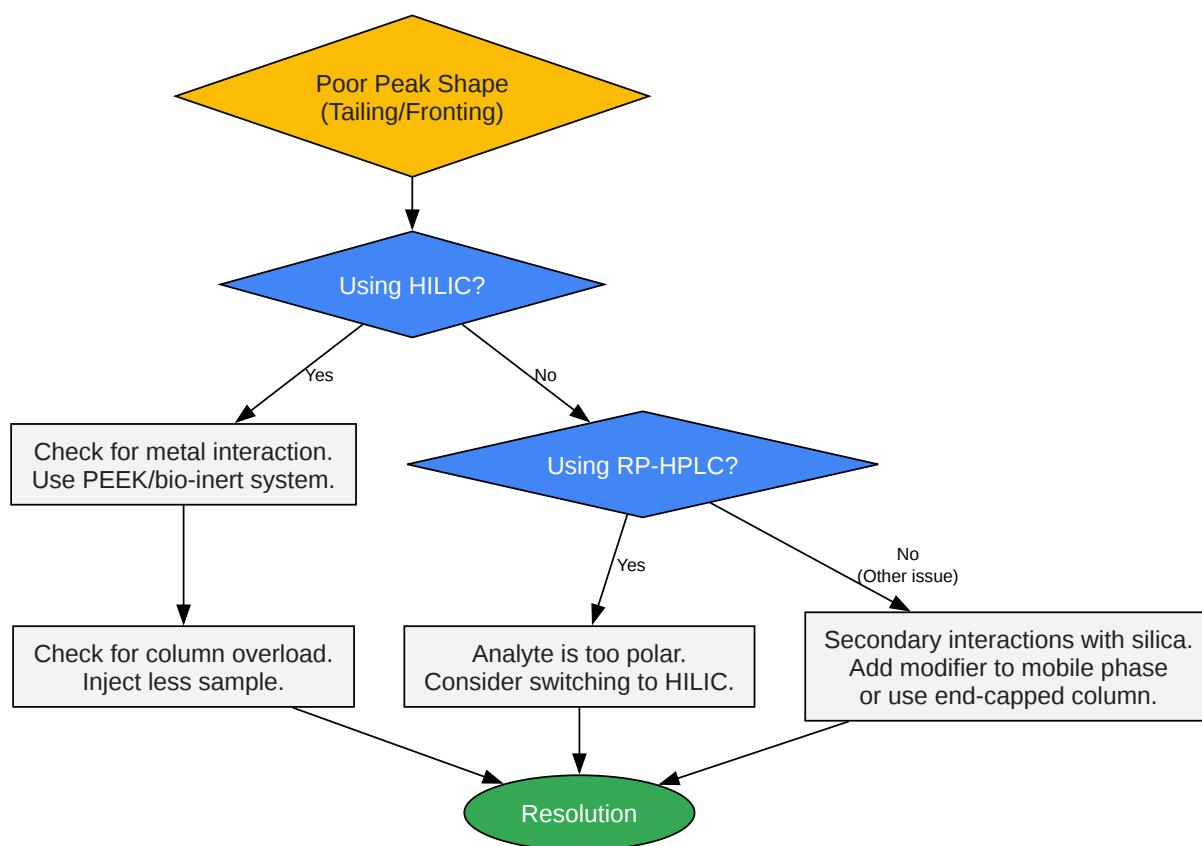 Poor Peak Shape
(Tailing/Fronting)
Using HILIC?
Yes
No
Check for metal interaction.
Use PEEK/bio-inert system.
Using RP-HPLC?
Yes
No
(Other issue)
Check for column overload.
Inject less sample.
Analyte is too polar.
Consider switching to HILIC.
Secondary interactions with silica.
Add modifier to mobile phase
or use end-capped column.
Resolution